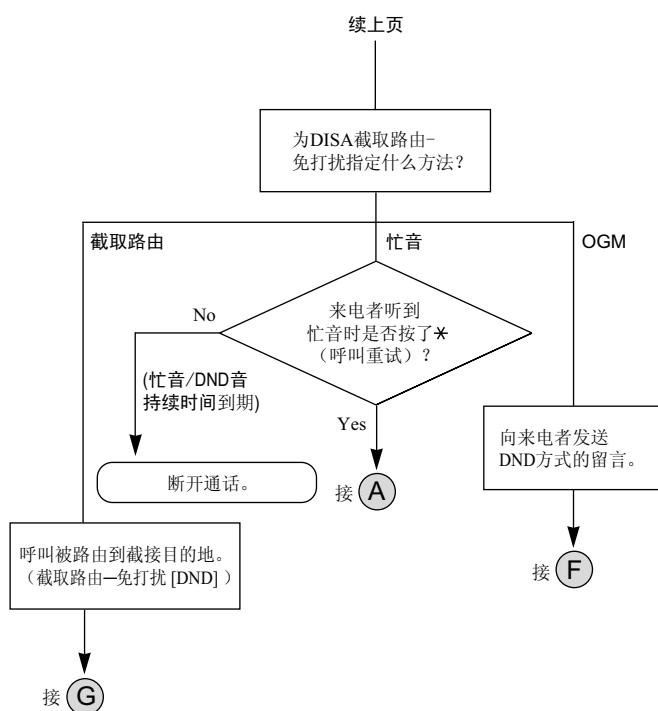 续上页
为DISA截取路由-
免打扰指定什么方法？
截取路由
忙音
OGM
来电者听到
忙音时是否按了*
（呼叫重试）？
No
(忙音/DND音
持续时间到期)
Yes
断开通话。
接 A
向来电者发送
DND方式的留言。
呼叫被路由到截接目的地。
（截取路由—免打扰 [DND] ）
接 F
接 G